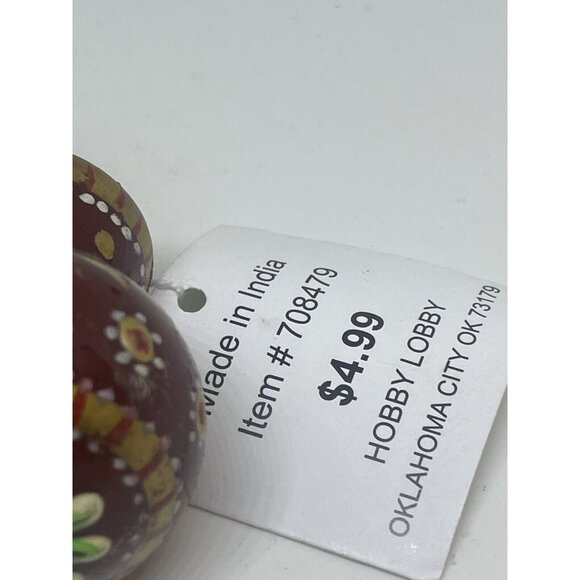 Made in India
Item # 708479
$4.99
HOBBY LOBBY
OKLAHOMA CITY OK 73179